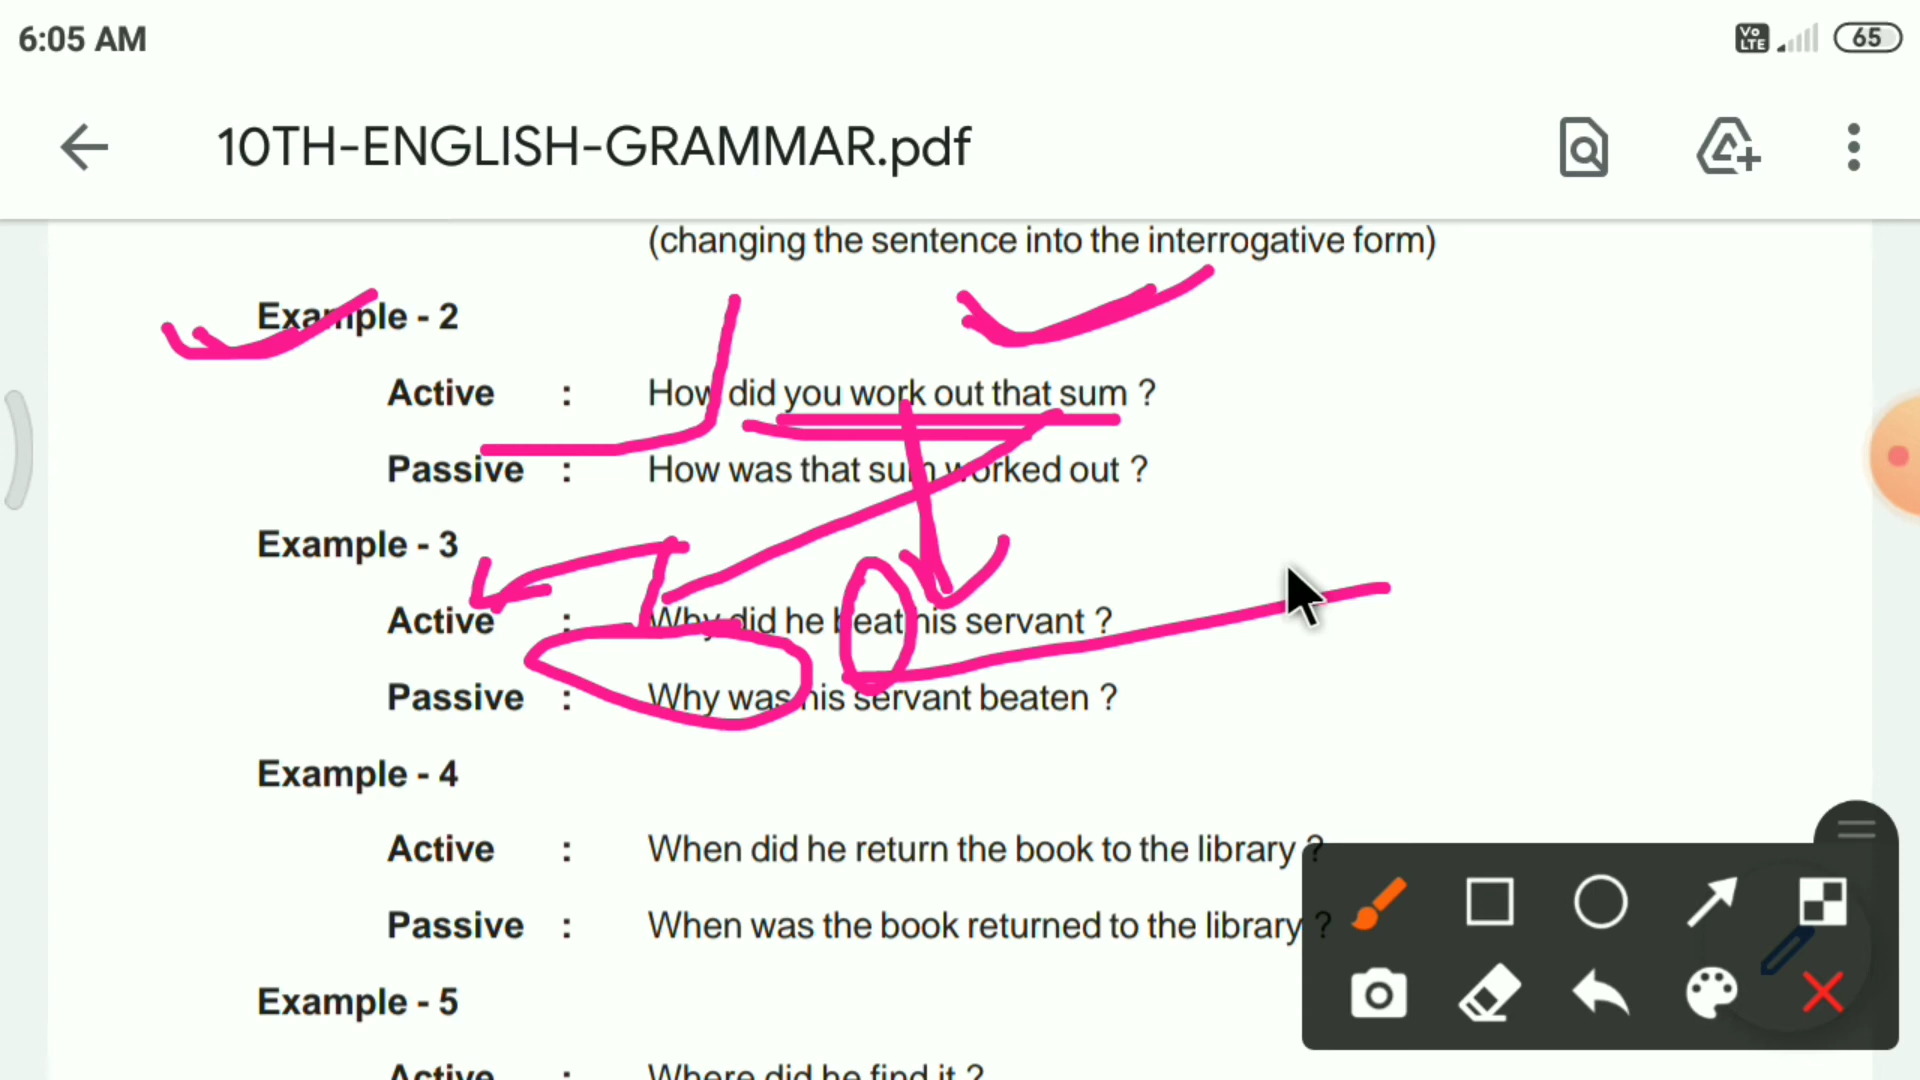 6:05 AM
Vo LTE
65
10TH-ENGLISH-GRAMMAR.pdf
(changing the sentence into the interrogative form)
Example - 2
Active : How did you work out that sum ?
Passive : How was that sum worked out ?
Example - 3
Active : Why did he beat his servant ?
Passive : Why was his servant beaten ?
Example - 4
Active : When did he return the book to the library ?
Passive : When was the book returned to the library ?
Example - 5
Active : Where did he find it ?